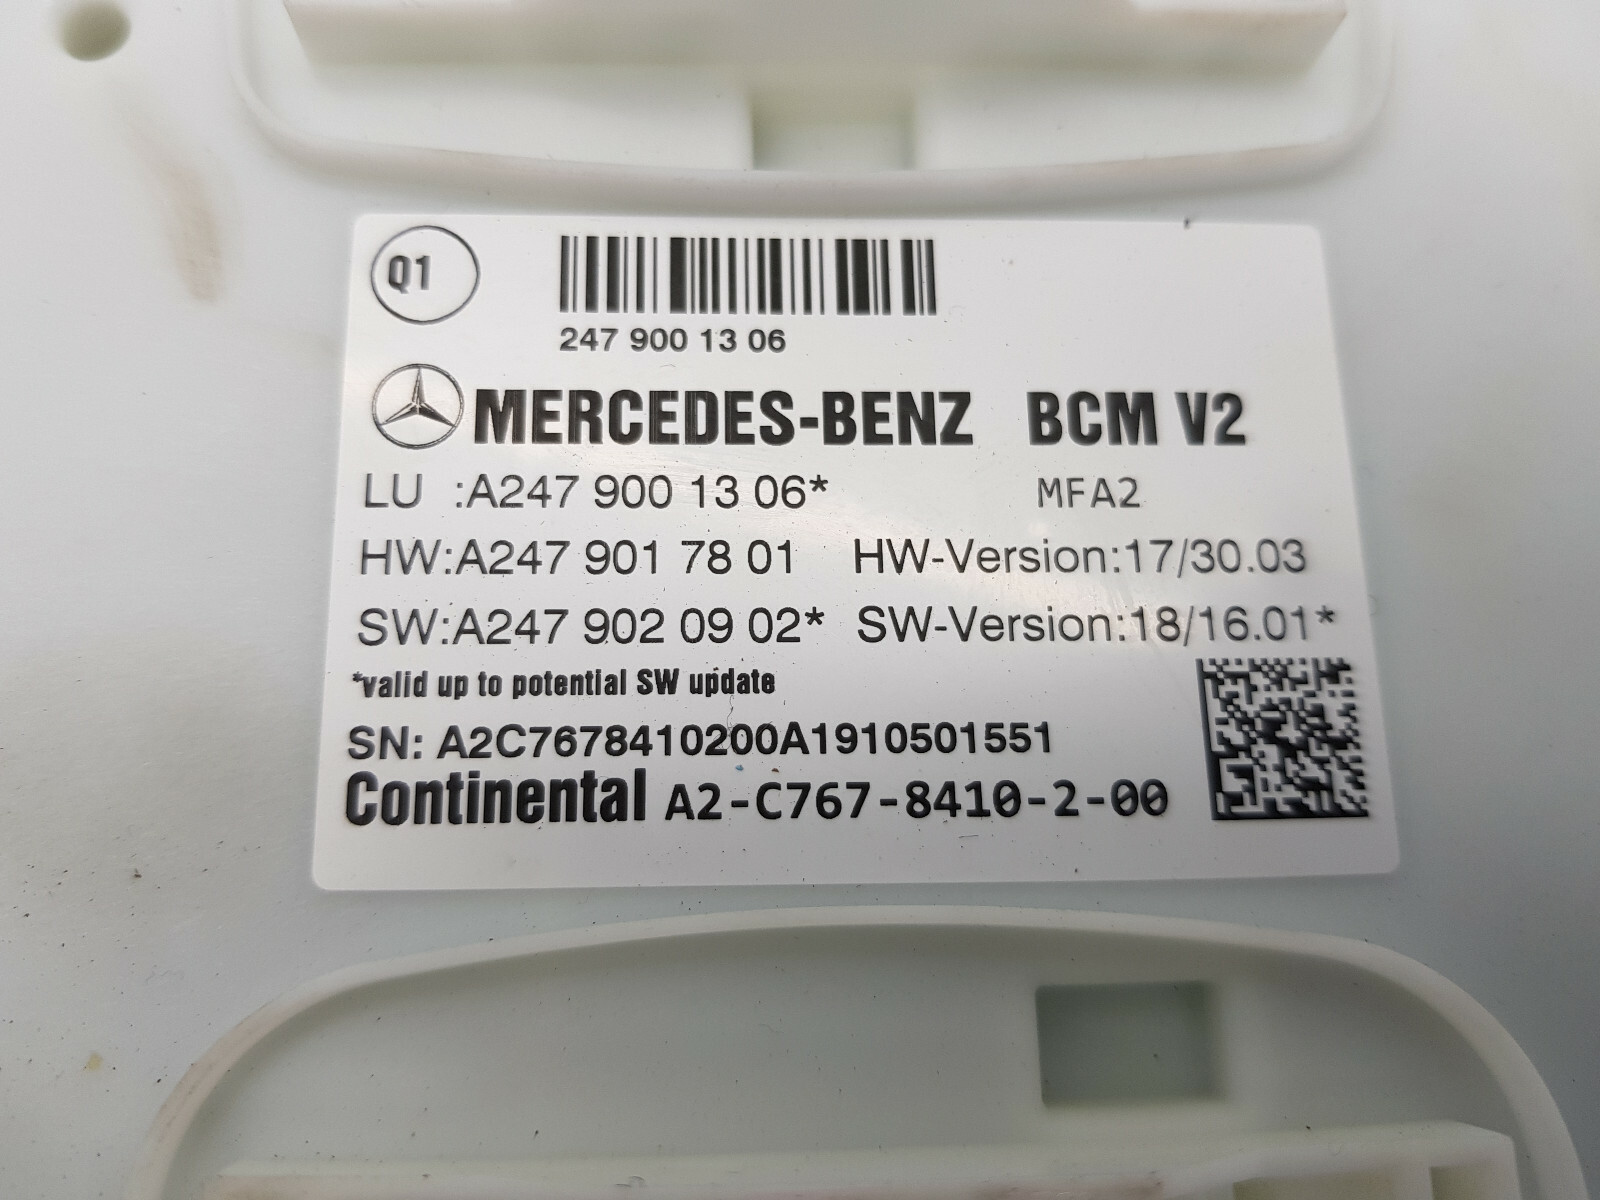 Q1
247 900 13 06
MERCEDES-BENZ BCM V2
LU :A247 900 13 06* MFA2
HW:A247 901 78 01 HW-Version:17/30.03
SW:A247 902 09 02* SW-Version:18/16.01*
*valid up to potential SW update
SN: A2C7678410200A1910501551
Continental A2-C767-8410-2-00